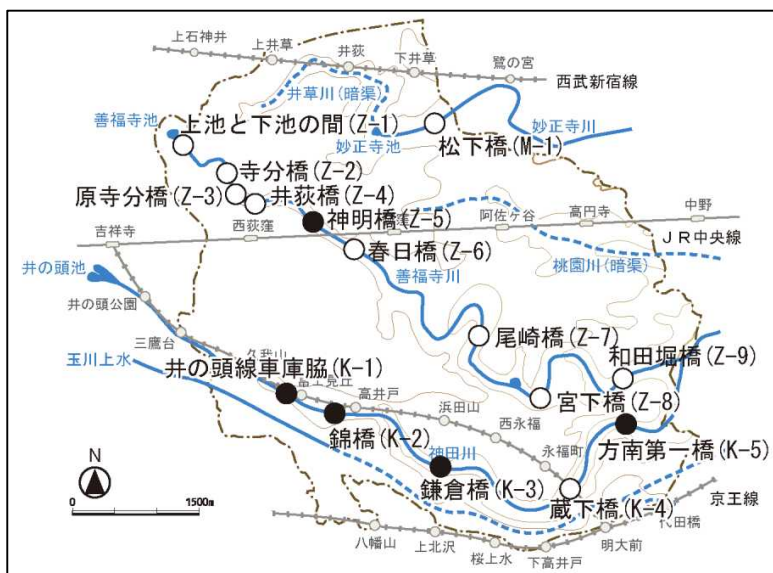 上石神井
上井草
井荻
下井草
鷺の宮
西武新宿線
井草川(暗渠)
善福寺池
上池と下池の間(Z-1)
妙正寺池
松下橋(M-1)
妙正寺川
寺分橋(Z-2)
原寺分橋(Z-3)
井荻橋(Z-4)
神明橋(Z-5)
西荻窪
阿佐ヶ谷
高円寺
中野
JR中央線
吉祥寺
春日橋(Z-6)
善福寺川
桃園川(暗渠)
井の頭池
井の頭公園
三鷹台
尾崎橋(Z-7)
和田堀橋(Z-9)
玉川上水
井の頭線車庫脇(K-1)
高井戸
浜田山
宮下橋(Z-8)
錦橋(K-2)
西永福
方南第一橋(K-5)
神田川
永福町
鎌倉橋(K-3)
蔵下橋(K-4)
京王線
N
0
1500m
八幡山
上北沢
桜上水
下高井戸
明大前